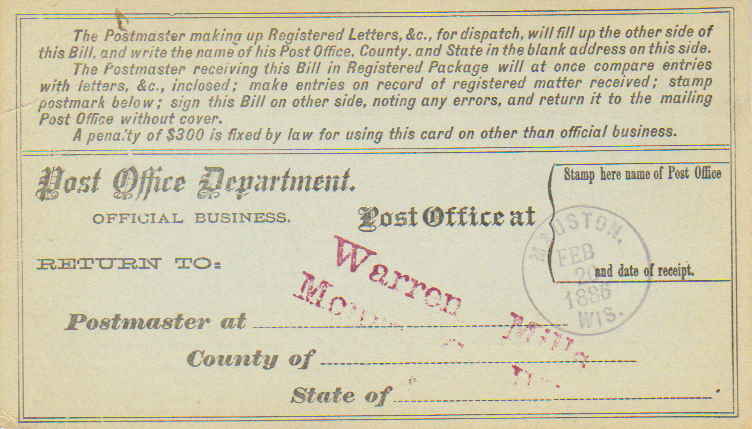 The Postmaster making up Registered Letters, &c., for dispatch, will fill up the other side of
this Bill, and write the name of his Post Office, County, and State in the blank address on this side.
The Postmaster receiving this Bill in Registered Package will at once compare entries
with letters, &c., inclosed; make entries on record of registered matter received; stamp
postmark below; sign this Bill on other side, noting any errors, and return it to the mailing
Post Office without cover.
A penalty of $300 is fixed by law for using this card on other than official business.
Post Office Department.
OFFICIAL BUSINESS.
Post Office at
Stamp here name of Post Office
and date of receipt.
MAUSTON,
FEB
20
1886
WIS.
RETURN TO:
Warren Mills
Postmaster at
County of
State of